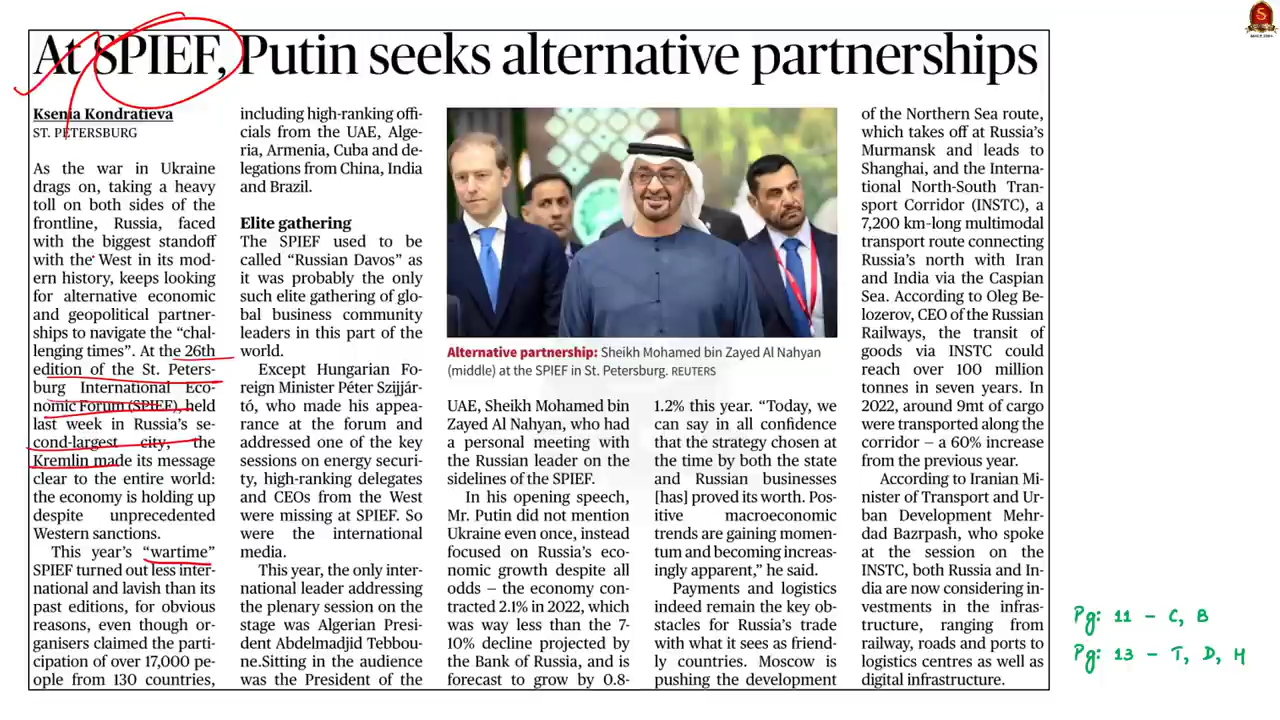 At SPIEF, Putin seeks alternative partnerships
Ksenia Kondratieva
ST. PETERSBURG
As the war in Ukraine
drags on, taking a heavy
toll on both sides of the
frontline, Russia, faced
with the biggest standoff
with the West in its mod-
ern history, keeps looking
for alternative economic
and geopolitical partner-
ships to navigate the “chal-
lenging times”. At the 26th
edition of the St. Peters-
burg International Eco-
nomic Forum (SPIEF), held
last week in Russia’s se-
cond-largest city, the
Kremlin made its message
clear to the entire world:
the economy is holding up
despite unprecedented
Western sanctions.
This year’s “wartime”
SPIEF turned out less inter-
national and lavish than its
past editions, for obvious
reasons, even though or-
ganisers claimed the parti-
cipation of over 17,000 pe-
ople from 130 countries,
including high-ranking offi-
cials from the UAE, Alge-
ria, Armenia, Cuba and de-
legations from China, India
and Brazil.
Elite gathering
The SPIEF used to be
called “Russian Davos” as
it was probably the only
such elite gathering of glo-
bal business community
leaders in this part of the
world.
Except Hungarian Fo-
reign Minister Péter Szijjár-
tó, who made his appea-
rance at the forum and
addressed one of the key
sessions on energy securi-
ty, high-ranking delegates
and CEOs from the West
were missing at SPIEF. So
were the international
media.
This year, the only inter-
national leader addressing
the plenary session on the
stage was Algerian Presi-
dent Abdelmadjid Tebbou-
ne.Sitting in the audience
was the President of the
Alternative partnership: Sheikh Mohamed bin Zayed Al Nahyan
(middle) at the SPIEF in St. Petersburg. REUTERS
UAE, Sheikh Mohamed bin
Zayed Al Nahyan, who had
a personal meeting with
the Russian leader on the
sidelines of the SPIEF.
In his opening speech,
Mr. Putin did not mention
Ukraine even once, instead
focused on Russia’s eco-
nomic growth despite all
odds – the economy con-
tracted 2.1% in 2022, which
was way less than the 7-
10% decline projected by
the Bank of Russia, and is
forecast to grow by 0.8-
1.2% this year. “Today, we
can say in all confidence
that the strategy chosen at
the time by both the state
and Russian businesses
[has] proved its worth. Pos-
itive macroeconomic
trends are gaining momen-
tum and becoming increas-
ingly apparent,” he said.
Payments and logistics
indeed remain the key ob-
stacles for Russia’s trade
with what it sees as friend-
ly countries. Moscow is
pushing the development
of the Northern Sea route,
which takes off at Russia’s
Murmansk and leads to
Shanghai, and the Interna-
tional North-South Tran-
sport Corridor (INSTC), a
7,200 km-long multimodal
transport route connecting
Russia’s north with Iran
and India via the Caspian
Sea. According to Oleg Be-
lozerov, CEO of the Russian
Railways, the transit of
goods via INSTC could
reach over 100 million
tonnes in seven years. In
2022, around 9mt of cargo
were transported along the
corridor – a 60% increase
from the previous year.
According to Iranian Mi-
nister of Transport and Ur-
ban Development Mehr-
dad Bazrpash, who spoke
at the session on the
INSTC, both Russia and In-
dia are now considering in-
vestments in the infras-
tructure, ranging from
railway, roads and ports to
logistics centres as well as
digital infrastructure.
Pg: 11 – C, B
Pg: 13 – T, D, H